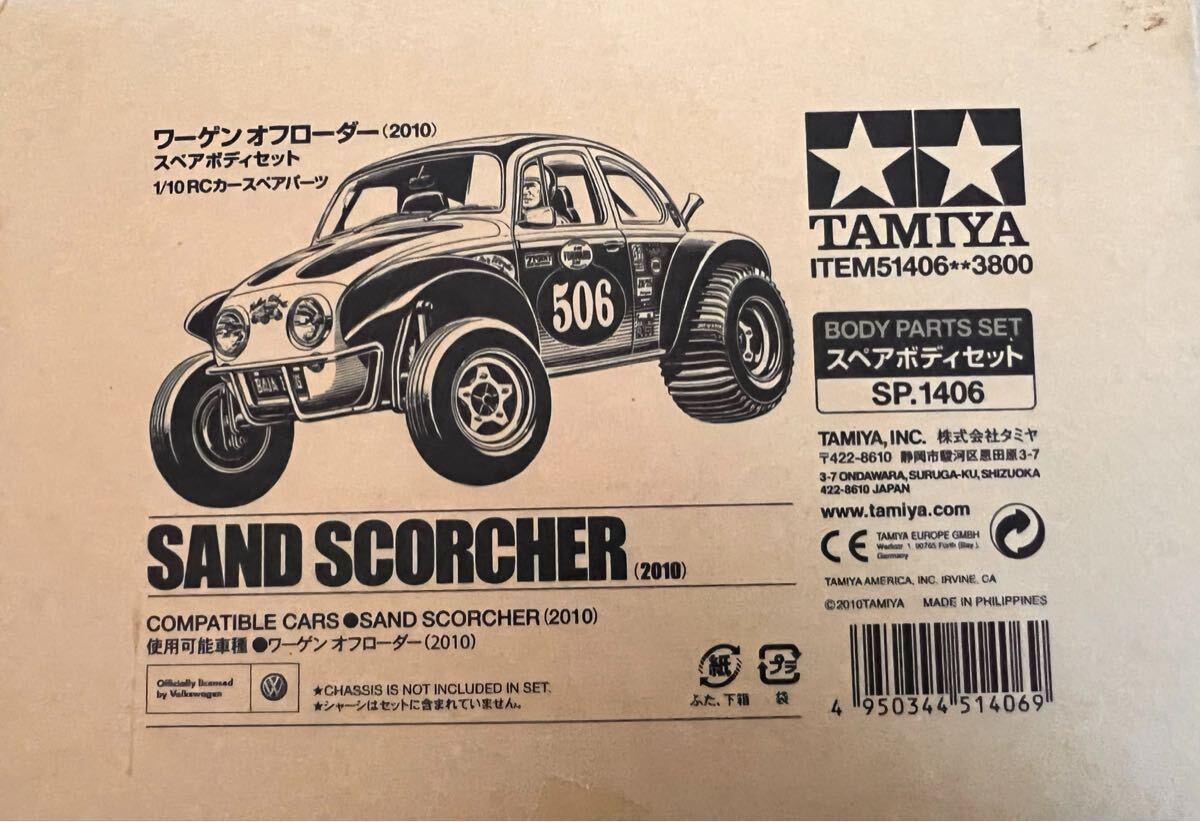 ワーゲン オフローダー(2010)
スペアボディセット
1/10 RCカースペアパーツ
506
BAJA
SAND SCORCHER (2010)
COMPATIBLE CARS ●SAND SCORCHER (2010)
使用可能車種 ●ワーゲン オフローダー(2010)
Officially licensed
by Volkswagen
★CHASSIS IS NOT INCLUDED IN SET.
★シャーシはセットに含まれていません。
紙
ふた、下箱
プラ
袋
TAMIYA
ITEM51406**3800
BODY PARTS SET
スペアボディセット
SP.1406
TAMIYA, INC. 株式会社タミヤ
〒422-8610 静岡市駿河区恩田原3-7
3-7 ONDAWARA, SURUGA-KU, SHIZUOKA
422-8610 JAPAN
www.tamiya.com
CE
TAMIYA EUROPE GMBH
Werkstr. 1, 90765 Fürth (Bay.),
Germany
TAMIYA AMERICA, INC. IRVINE, CA
©2010TAMIYA MADE IN PHILIPPINES
4 950344 514069